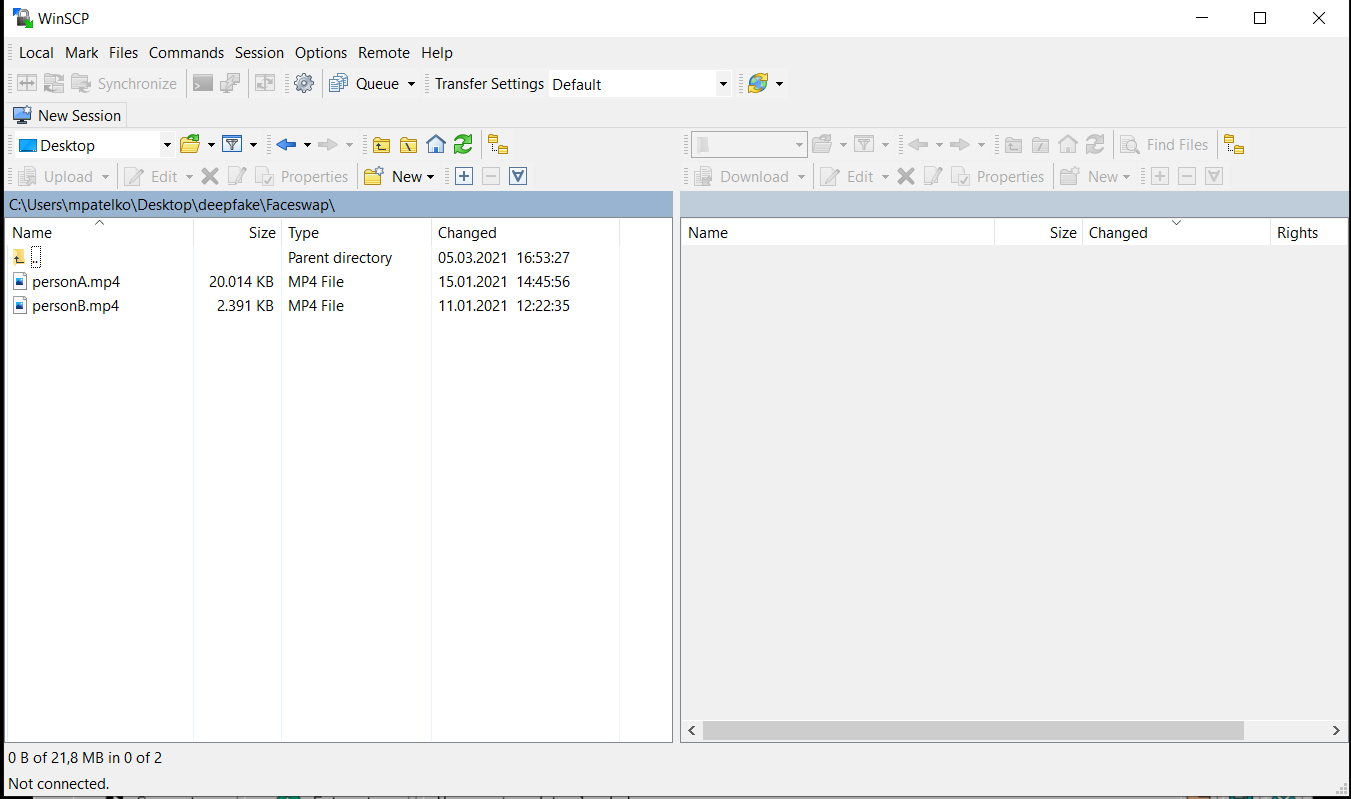 WinSCP
Local Mark Files Commands Session Options Remote Help
Synchronize Queue Transfer Settings Default
New Session
Desktop Find Files
Upload Edit Properties New Download Edit Properties New
C:\Users\mpatelko\Desktop\deepfake\Faceswap\
Name Size Type Changed Name Size Changed Rights
.. Parent directory 05.03.2021 16:53:27
personA.mp4 20.014 KB MP4 File 15.01.2021 14:45:56
personB.mp4 2.391 KB MP4 File 11.01.2021 12:22:35
0 B of 21,8 MB in 0 of 2
Not connected.